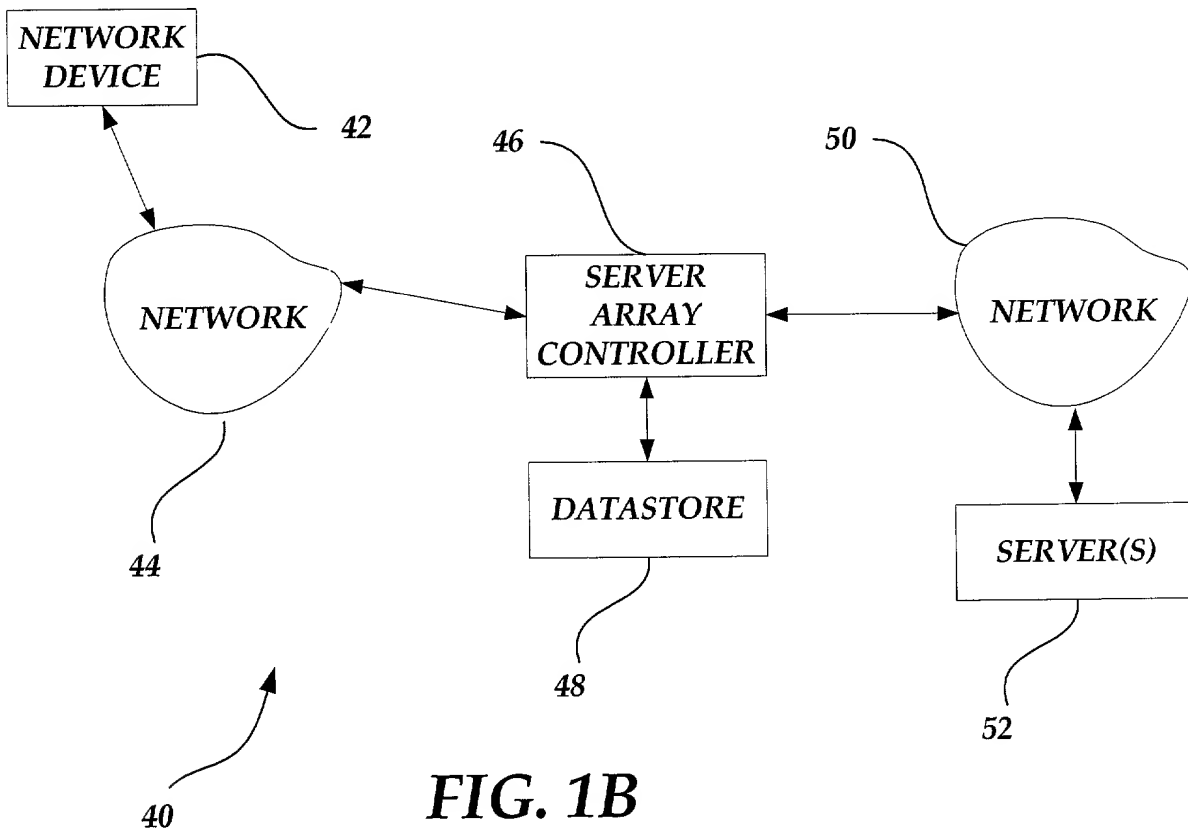 NETWORK
DEVICE
42
46
50
NETWORK
SERVER
ARRAY
CONTROLLER
NETWORK
DATASTORE
SERVER(S)
44
48
52
40
FIG. 1B